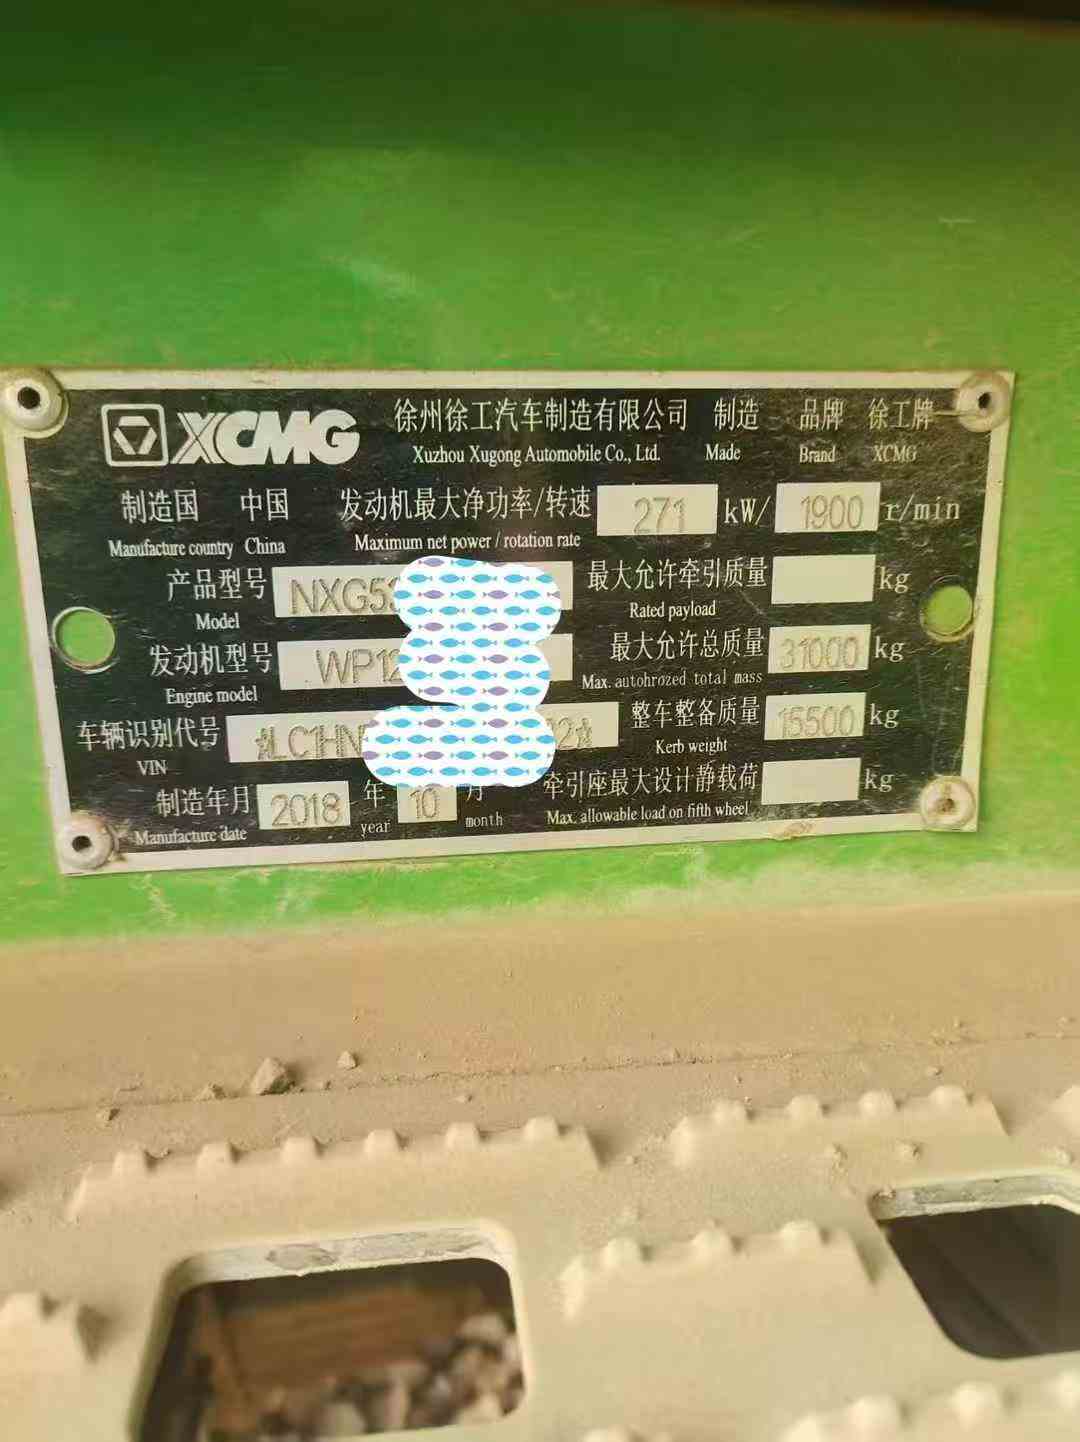 XCMG 徐州徐工汽车制造有限公司 制造 品牌 徐工牌
Xuzhou Xugong Automobile Co., Ltd. Made Brand XCMG
制造国 中国 发动机最大净功率/转速 271 kW/ 1900 r/min
Manufacture country China Maximum net power / rotation rate
产品型号 NXG53 最大允许牵引质量 kg
Model Rated payload
发动机型号 WP12 最大允许总质量 31000 kg
Engine model Max. autohrozed total mass
车辆识别代号 LC1HN 02 整车整备质量 15500 kg
VIN Kerb weight
制造年月 2018 年 10 月 牵引座最大设计静载荷 kg
Manufacture date year month Max. allowable load on fifth wheel